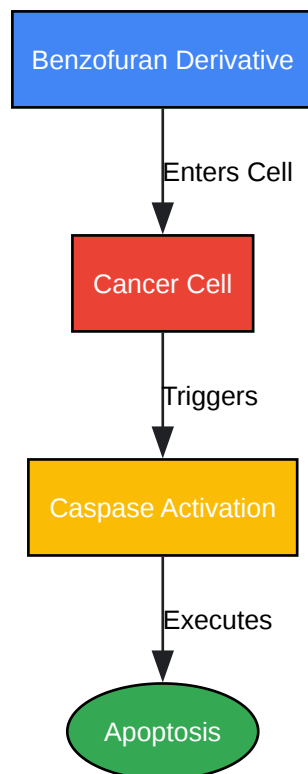 Benzofuran Derivative
Enters Cell
Cancer Cell
Triggers
Caspase Activation
Executes
Apoptosis